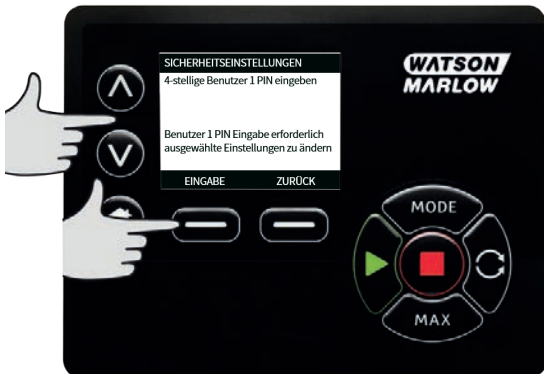 SICHERHEITSEINSTELLUNGEN
4-stellige Benutzer 1 PIN eingeben
Benutzer 1 PIN Eingabe erforderlich
ausgewählte Einstellungen zu ändern
EINGABE ZURÜCK
WATSON
MARLOW
MODE
MAX